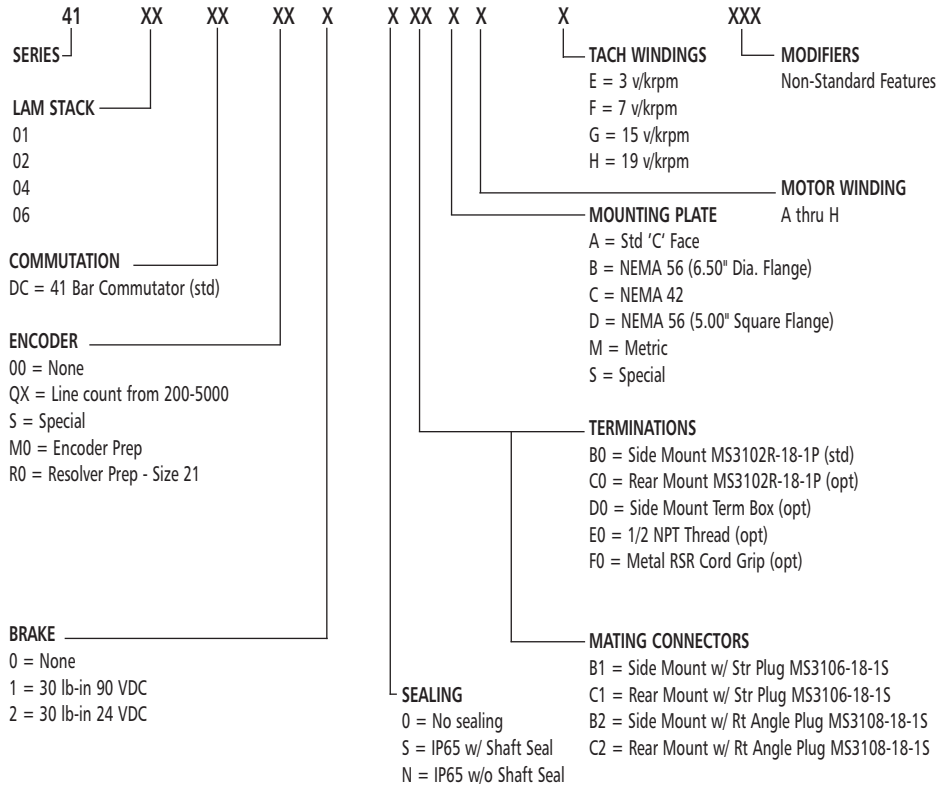 41 XX XX XX X X XX X X X XXX
SERIES
LAM STACK
01
02
04
06
COMMUTATION
DC = 41 Bar Commutator (std)
ENCODER
00 = None
QX = Line count from 200-5000
S = Special
M0 = Encoder Prep
R0 = Resolver Prep - Size 21
BRAKE
0 = None
1 = 30 lb-in 90 VDC
2 = 30 lb-in 24 VDC
SEALING
0 = No sealing
S = IP65 w/ Shaft Seal
N = IP65 w/o Shaft Seal
TACH WINDINGS
E = 3 v/krpm
F = 7 v/krpm
G = 15 v/krpm
H = 19 v/krpm
MODIFIERS
Non-Standard Features
MOTOR WINDING
A thru H
MOUNTING PLATE
A = Std 'C' Face
B = NEMA 56 (6.50" Dia. Flange)
C = NEMA 42
D = NEMA 56 (5.00" Square Flange)
M = Metric
S = Special
TERMINATIONS
B0 = Side Mount MS3102R-18-1P (std)
C0 = Rear Mount MS3102R-18-1P (opt)
D0 = Side Mount Term Box (opt)
E0 = 1/2 NPT Thread (opt)
F0 = Metal RSR Cord Grip (opt)
MATING CONNECTORS
B1 = Side Mount w/ Str Plug MS3106-18-1S
C1 = Rear Mount w/ Str Plug MS3106-18-1S
B2 = Side Mount w/ Rt Angle Plug MS3108-18-1S
C2 = Rear Mount w/ Rt Angle Plug MS3108-18-1S